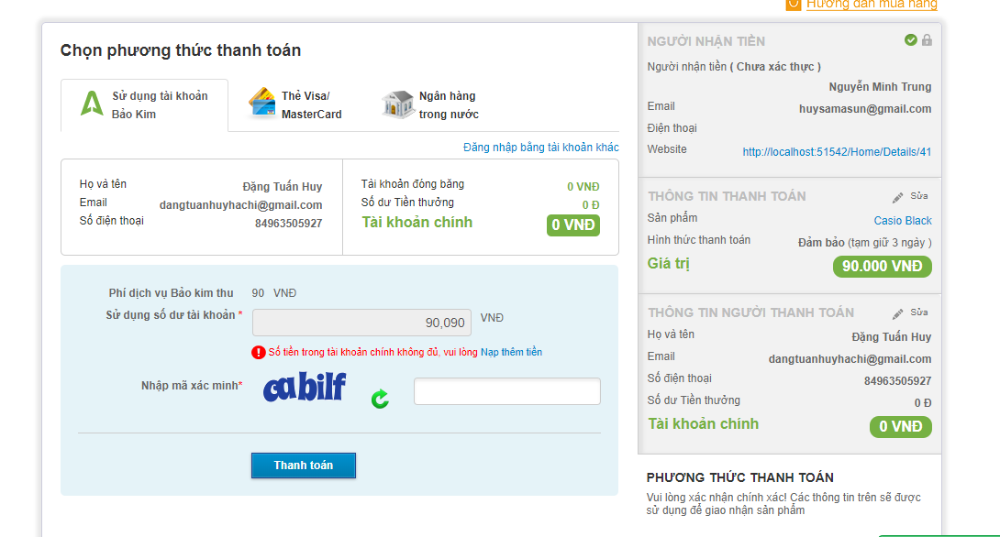 Hướng dẫn mua hàng
Chọn phương thức thanh toán
Sử dụng tài khoản
Bảo Kim
Thẻ Visa/
MasterCard
Ngân hàng
trong nước
Đăng nhập bằng tài khoản khác
Họ và tên Đặng Tuấn Huy
Email dangtuanhuyhachi@gmail.com
Số điện thoại 84963505927
Tài khoản đóng băng 0 VNĐ
Số dư Tiền thưởng 0 Đ
Tài khoản chính 0 VNĐ
Phí dịch vụ Bảo kim thu 90 VNĐ
Sử dụng số dư tài khoản * 90,090 VNĐ
Số tiền trong tài khoản chính không đủ, vui lòng Nạp thêm tiền
Nhập mã xác minh* cabilf
Thanh toán
NGƯỜI NHẬN TIỀN
Người nhận tiền ( Chưa xác thực )
Nguyễn Minh Trung
Email huysamasun@gmail.com
Điện thoại
Website http://localhost:51542/Home/Details/41
THÔNG TIN THANH TOÁN Sửa
Sản phẩm Casio Black
Hình thức thanh toán Đảm bảo (tạm giữ 3 ngày )
Giá trị 90.000 VNĐ
THÔNG TIN NGƯỜI THANH TOÁN Sửa
Họ và tên Đặng Tuấn Huy
Email dangtuanhuyhachi@gmail.com
Số điện thoại 84963505927
Số dư Tiền thưởng 0 Đ
Tài khoản chính 0 VNĐ
PHƯƠNG THỨC THANH TOÁN
Vui lòng xác nhận chính xác! Các thông tin trên sẽ được
sử dụng để giao nhận sản phẩm